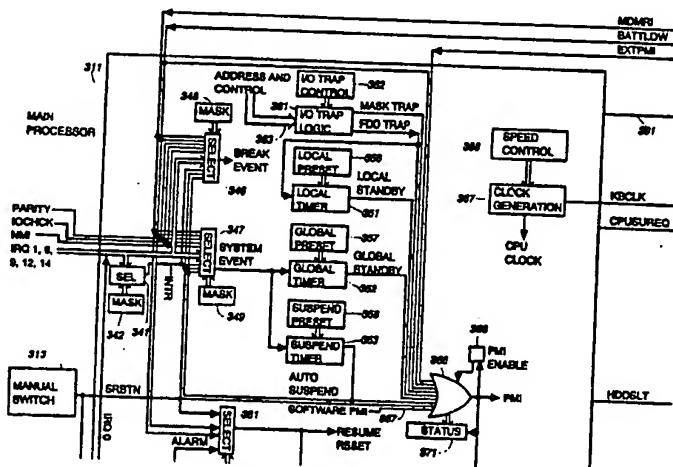 MDMRI
BATTLOW
EXTPMI
311
ADDRESS AND
CONTROL
I/O TRAP
CONTROL
362
348
MASK
361
363
I/O TRAP
LOGIC
MASK TRAP
FDD TRAP
MAIN
PROCESSOR
SELECT
BREAK
EVENT
346
LOCAL
PRESET
LOCAL
STANDBY
LOCAL
TIMER
351
SPEED
CONTROL
367
CLOCK
GENERATION
KBCLK
CPUSUREQ
CPU
CLOCK
PARITY
IOCHCK
NMI
IRQ 1, 6,
9, 12, 14
347
SELECT
SYSTEM
EVENT
GLOBAL
PRESET
357
GLOBAL
STANDBY
GLOBAL
TIMER
352
SEL
341
MASK
342
INTR
MASK
349
SUSPEND
PRESET
358
SUSPEND
TIMER
353
AUTO
SUSPEND
SOFTWARE PMI
PMI
ENABLE
PMI
STATUS
371
HDDSLT
313
MANUAL
SWITCH
SRBTN
IRQ 0
ALARM
SELECT
RESUME
RESET